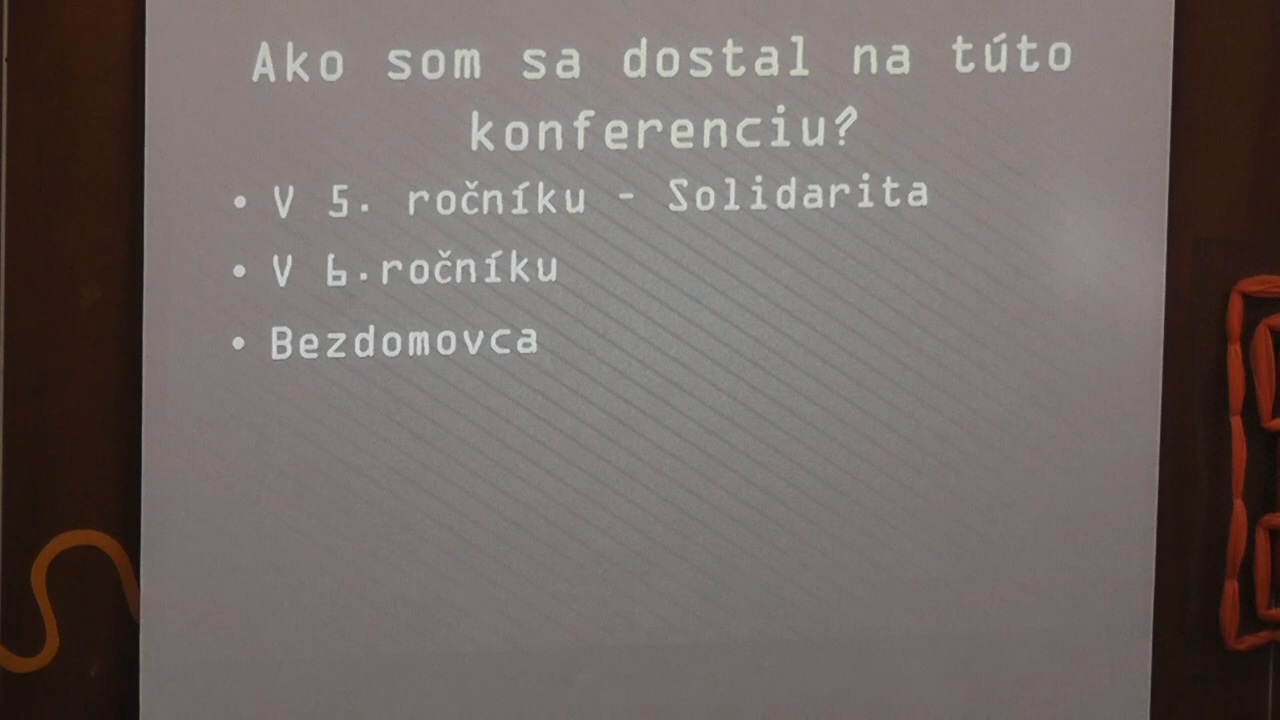 Ako som sa dostal na túto
konferenciu?
• V 5. ročníku - Solidarita
• V 6.ročníku
• Bezdomovca